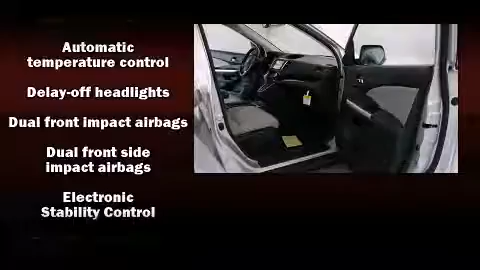 Automatic
temperature control
Delay-off headlights
Dual front impact airbags
Dual front side
impact airbags
Electronic
Stability Control